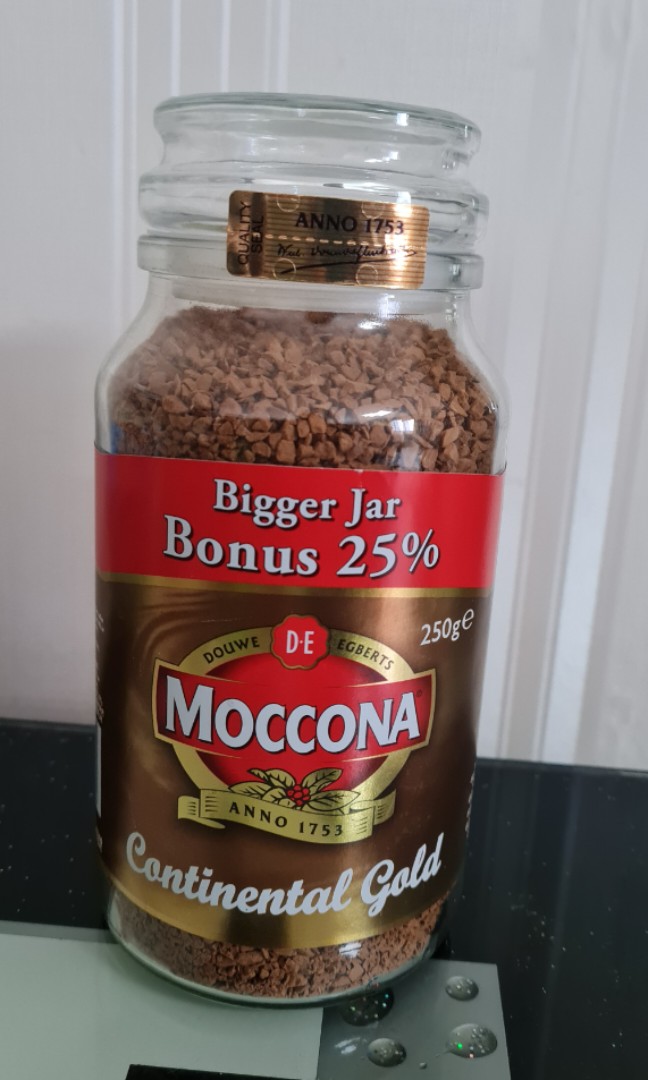 QUALITY
SEAL
ANNO 1753
Bigger Jar
Bonus 25%
250g℮
DOUWE D·E EGBERTS
MOCCONA
ANNO 1753
Continental Gold